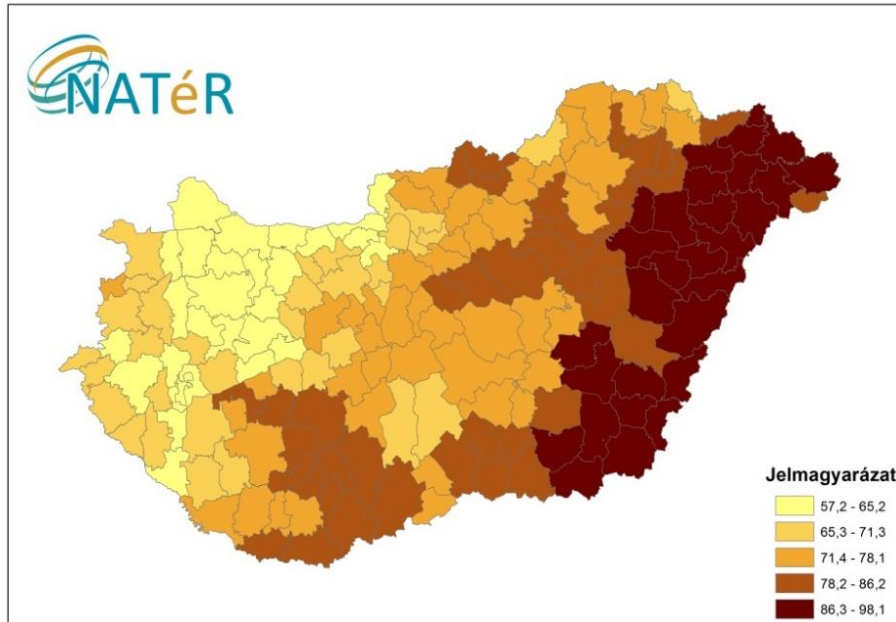 NATéR
Jelmagyarázat
57,2 - 65,2
65,3 - 71,3
71,4 - 78,1
78,2 - 86,2
86,3 - 98,1